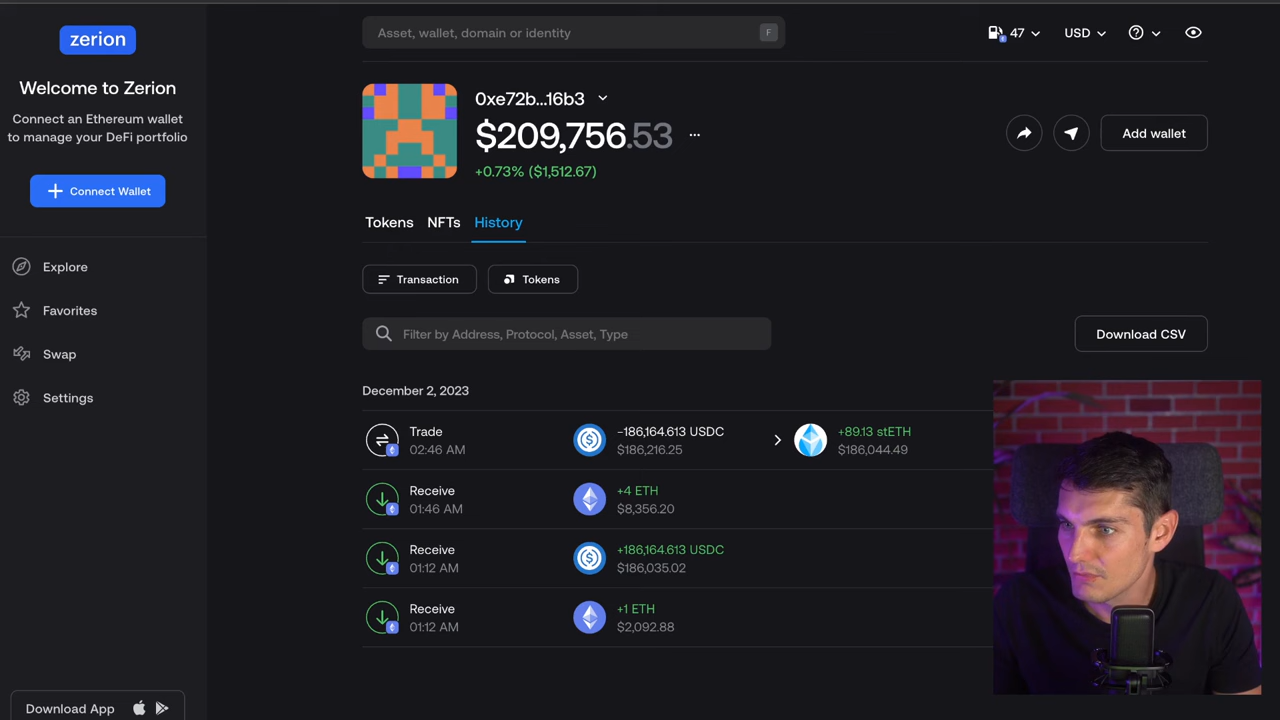 zerion
Asset, wallet, domain or identity
F
47
USD
Welcome to Zerion
Connect an Ethereum wallet
to manage your DeFi portfolio
Connect Wallet
Explore
Favorites
Swap
Settings
Download App
0xe72b...16b3
$209,756.53
+0.73% ($1,512.67)
Add wallet
Tokens NFTs History
Transaction Tokens
Filter by Address, Protocol, Asset, Type
Download CSV
December 2, 2023
Trade −186,164.613 USDC +89.13 stETH
02:46 AM $186,216.25 $186,044.49
Receive +4 ETH
01:46 AM $8,356.20
Receive +186,164.613 USDC
01:12 AM $186,035.02
Receive +1 ETH
01:12 AM $2,092.88